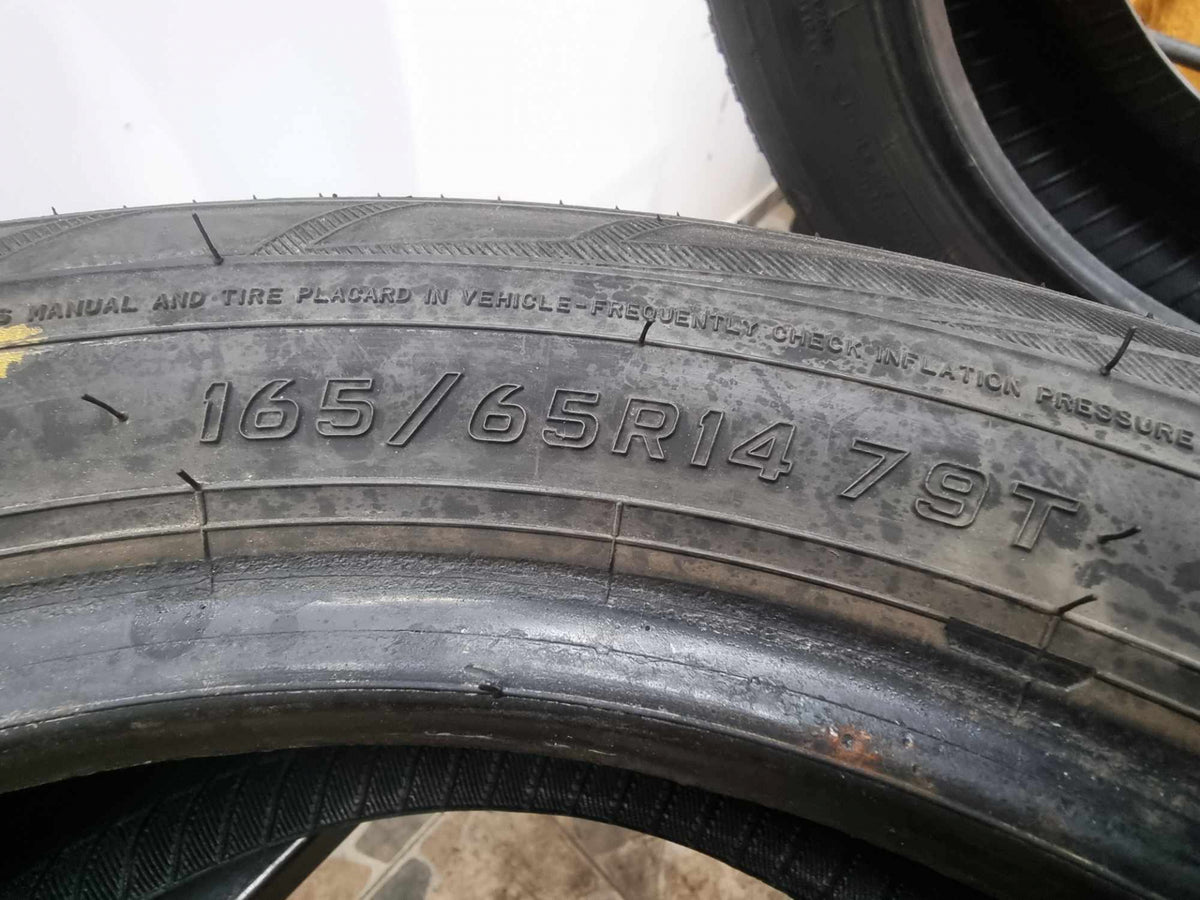 MANUAL AND TIRE PLACARD IN VEHICLE-FREQUENTLY CHECK INFLATION PRESSURE
165/65R14 79T